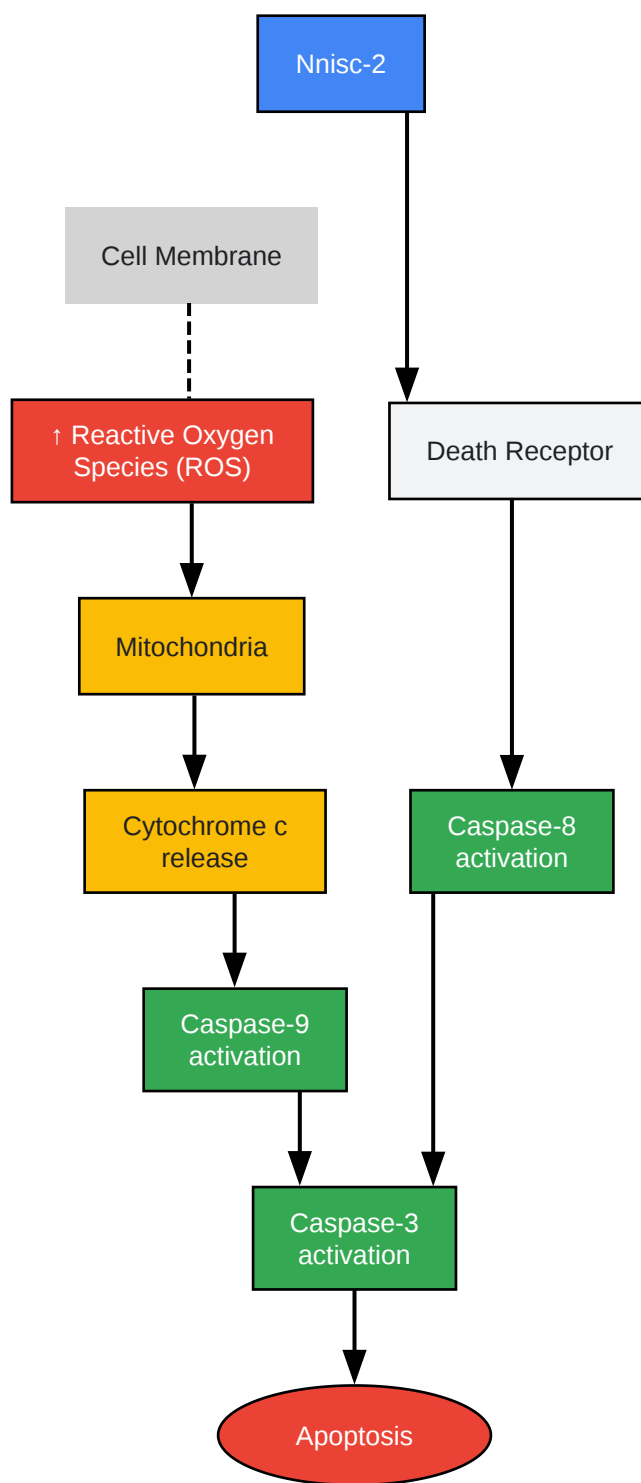 Nnisc-2
Cell Membrane
↑ Reactive Oxygen
Species (ROS)
Death Receptor
Mitochondria
Cytochrome c
release
Caspase-8
activation
Caspase-9
activation
Caspase-3
activation
Apoptosis